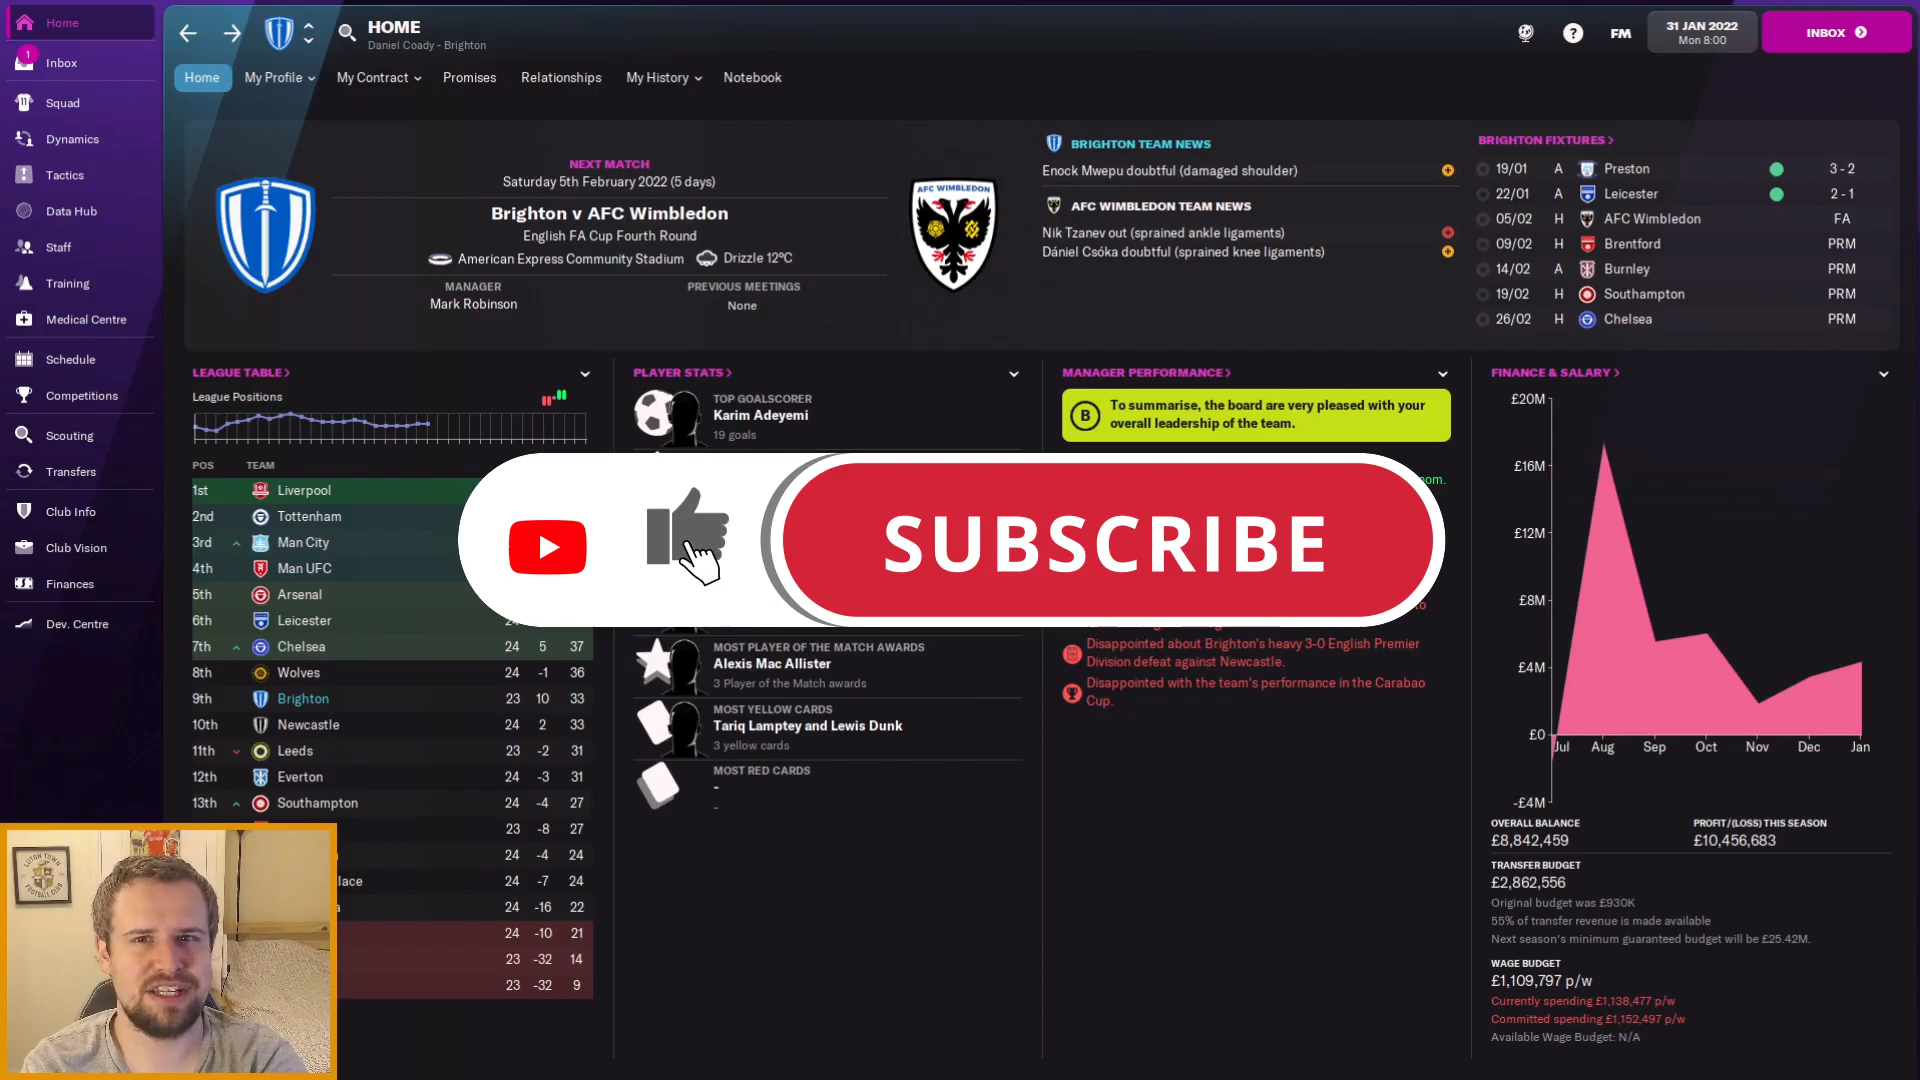 Home
1
Inbox
Squad
Dynamics
Tactics
Data Hub
Staff
Training
Medical Centre
Schedule
Competitions
Scouting
Transfers
Club Info
Club Vision
Finances
Dev. Centre
HOME
Daniel Coady - Brighton
FM
31 JAN 2022
Mon 8:00
INBOX
Home My Profile My Contract Promises Relationships My History Notebook
NEXT MATCH
Saturday 5th February 2022 (5 days)
Brighton v AFC Wimbledon
English FA Cup Fourth Round
American Express Community Stadium Drizzle 12°C
MANAGER
Mark Robinson
PREVIOUS MEETINGS
None
AFC WIMBLEDON
BRIGHTON TEAM NEWS
Enock Mwepu doubtful (damaged shoulder)
AFC WIMBLEDON TEAM NEWS
Nik Tzanev out (sprained ankle ligaments)
Dániel Csóka doubtful (sprained knee ligaments)
BRIGHTON FIXTURES >
19/01 A Preston 3 - 2
22/01 A Leicester 2 - 1
05/02 H AFC Wimbledon FA
09/02 H Brentford PRM
14/02 A Burnley PRM
19/02 H Southampton PRM
26/02 H Chelsea PRM
LEAGUE TABLE >
League Positions
POS TEAM
1st Liverpool
2nd Tottenham
3rd Man City
4th Man UFC
5th Arsenal
6th Leicester
7th Chelsea 24 5 37
8th Wolves 24 -1 36
9th Brighton 23 10 33
10th Newcastle 24 2 33
11th Leeds 23 -2 31
12th Everton 24 -3 31
13th Southampton 24 -4 27
23 -8 27
24 -4 24
lace 24 -7 24
a 24 -16 22
24 -10 21
23 -32 14
23 -32 9
LUTON TOWN
FOOTBALL CLUB
PLAYER STATS >
TOP GOALSCORER
Karim Adeyemi
19 goals
MOST PLAYER OF THE MATCH AWARDS
Alexis Mac Allister
3 Player of the Match awards
MOST YELLOW CARDS
Tariq Lamptey and Lewis Dunk
3 yellow cards
MOST RED CARDS
-
-
SUBSCRIBE
MANAGER PERFORMANCE >
B
To summarise, the board are very pleased with your
overall leadership of the team.
oom.
to
Disappointed about Brighton's heavy 3-0 English Premier
Division defeat against Newcastle.
Disappointed with the team's performance in the Carabao
Cup.
FINANCE & SALARY >
£20M
£16M
£12M
£8M
£4M
£0
-£4M
Jul Aug Sep Oct Nov Dec Jan
OVERALL BALANCE
£8,842,459
PROFIT/(LOSS) THIS SEASON
£10,456,683
TRANSFER BUDGET
£2,862,556
Original budget was £930K
55% of transfer revenue is made available
Next season's minimum guaranteed budget will be £25.42M.
WAGE BUDGET
£1,109,797 p/w
Currently spending £1,138,477 p/w
Committed spending £1,152,497 p/w
Available Wage Budget: N/A